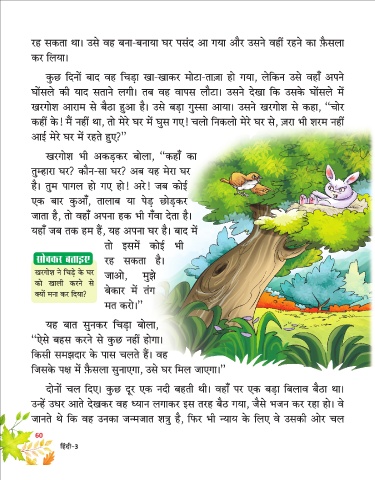 रह सकता था। उसे वह बना-बनाया घर पसंद आ गया और उसने वहीं रहने का फ़ैसला
कर लिया।
कुछ दिनों बाद वह चिड़ा खा-खाकर मोटा-ताज़ा हो गया, लेकिन उसे वहाँ अपने
घोंसले की याद सताने लगी। तब वह वापस लौटा। उसने देखा कि उसके घोंसले में
खरगोश आराम से बैठा हुआ है। उसे बड़ा गुस्सा आया। उसने खरगोश से कहा, “चोर
कहीं के! मैं नहीं था, तो मेरे घर में घुस गए! चलो निकलो मेरे घर से, ज़रा भी शरम नहीं
आई मेरे घर में रहते हुए?”
खरगोश भी अकड़कर बोला, “कहाँ का
तुम्हारा घर? कौन-सा घर? अब यह मेरा घर
है। तुम पागल हो गए हो! अरे! जब कोई
एक बार कुआँ, तालाब या पेड़ छोड़कर
जाता है, तो वहाँ अपना हक भी गँवा देता है।
यहाँ जब तक हम हैं, यह अपना घर है। बाद में
तो इसमें कोई भी
रह सकता है।
जाओ, मुझे
बेकार में तंग
मत करो।”
सोचकर बताइए
खरगोश ने चिड़े के घर
को खाली करने से
क्यों मना कर दिया?
यह बात सुनकर चिड़ा बोला,
“ऐसे बहस करने से कुछ नहीं होगा।
किसी समझदार के पास चलते हैं। वह
जिसके पक्ष में फ़ैसला सुनाएगा, उसे घर मिल जाएगा।”
दोनों चल दिए। कुछ दूर एक नदी बहती थी। वहाँ पर एक बड़ा बिलाव बैठा था।
उन्हें उधर आते देखकर वह ध्यान लगाकर इस तरह बैठ गया, जैसे भजन कर रहा हो। वे
जानते थे कि वह उनका जन्मजात शत्रु है, फिर भी न्याय के लिए वे उसकी ओर चल
60
हिंदी-3